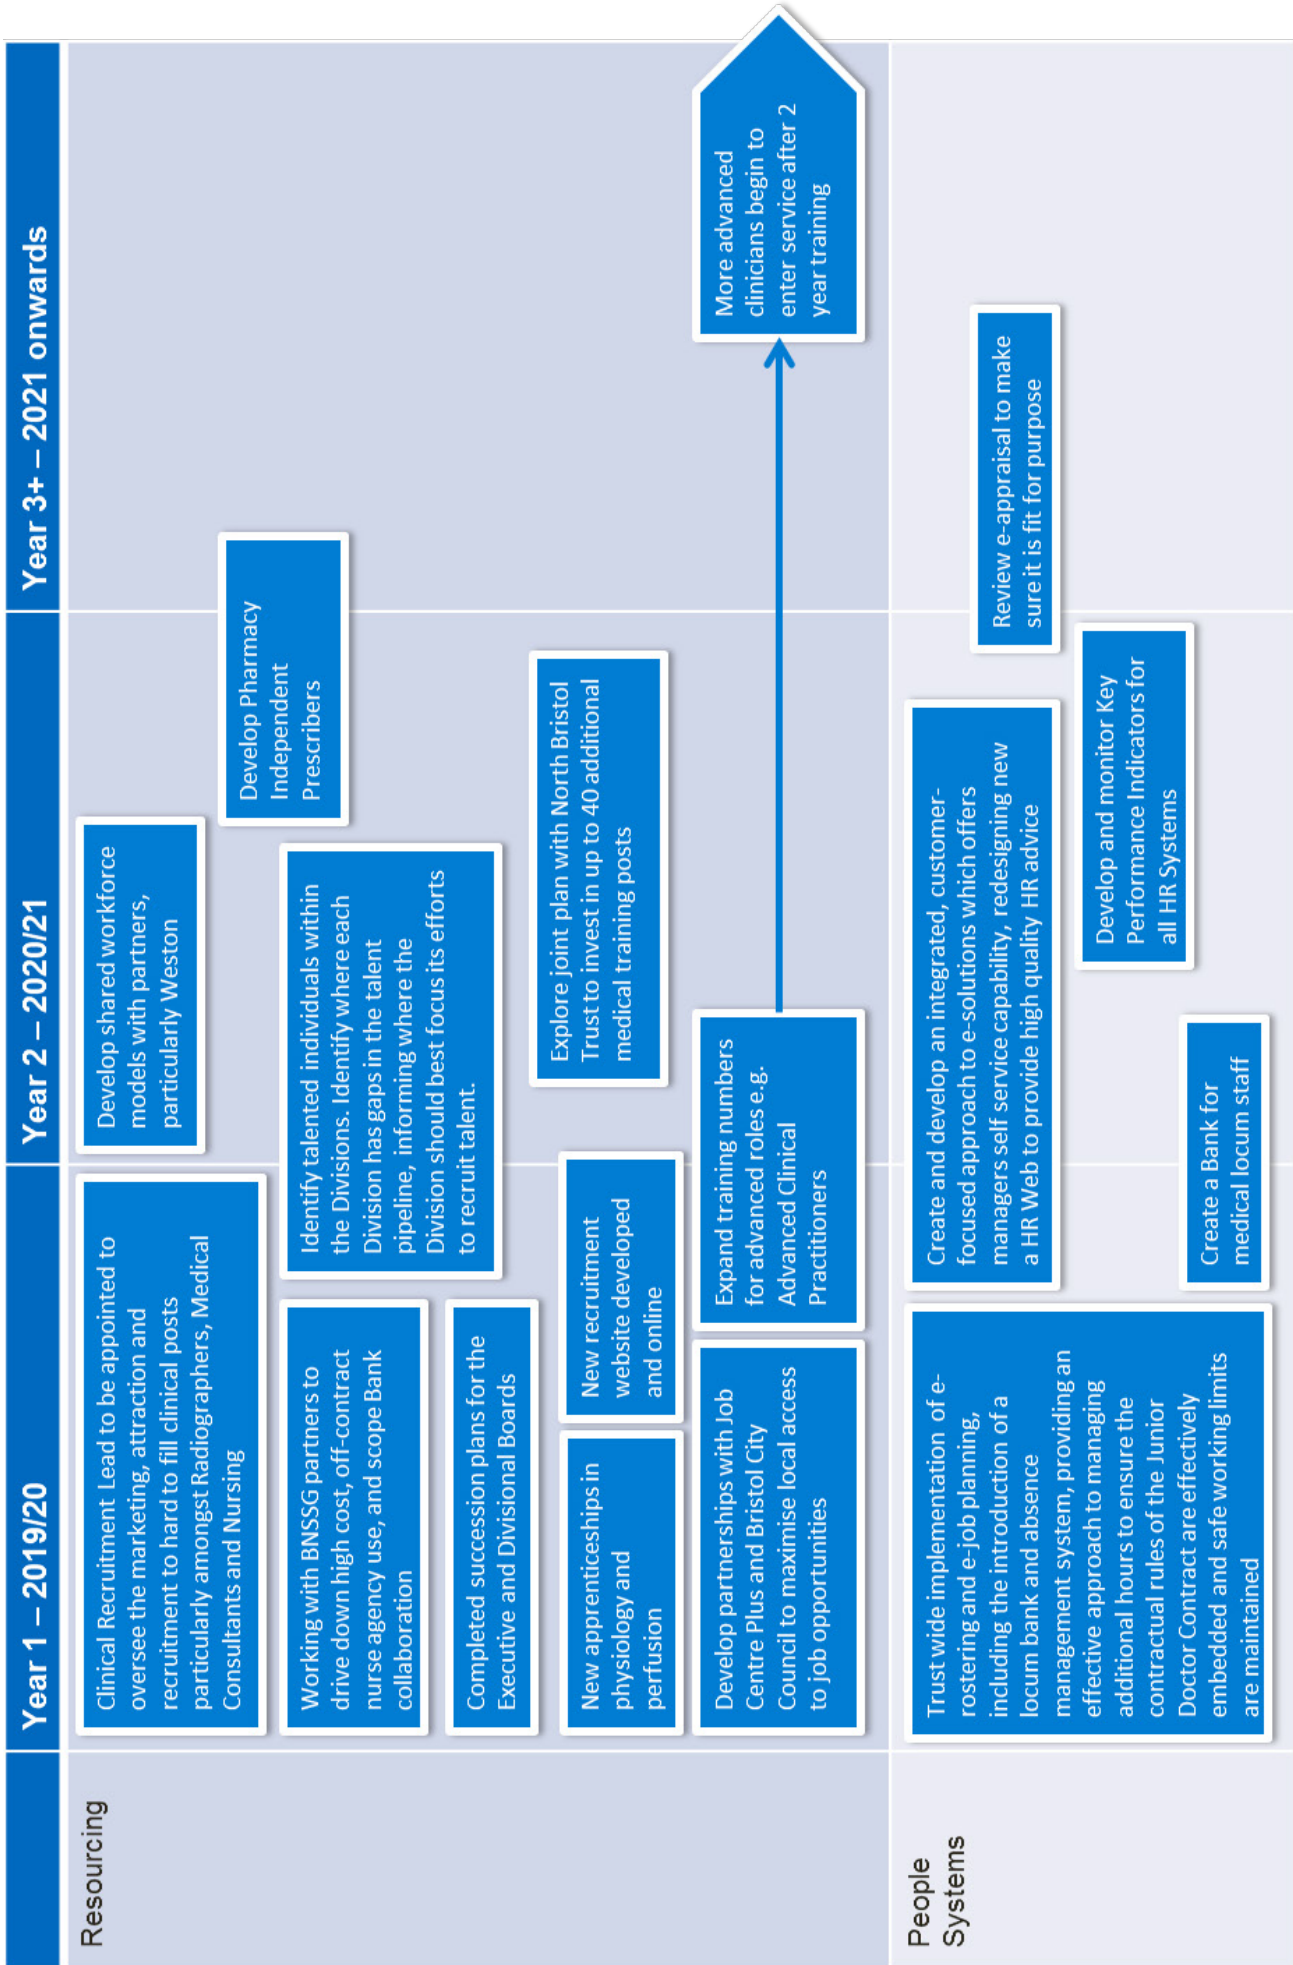 Year 1 – 2019/20
Year 2 – 2020/21
Year 3+ – 2021 onwards
Resourcing
Clinical Recruitment Lead to be appointed to
oversee the marketing, attraction and
recruitment to hard to fill clinical posts
particularly amongst Radiographers, Medical
Consultants and Nursing
Develop shared workforce
models with partners,
particularly Weston
Develop Pharmacy
Independent
Prescribers
Working with BNSSG partners to
drive down high cost, off-contract
nurse agency use, and scope Bank
collaboration
Identify talented individuals within
the Divisions. Identify where each
Division has gaps in the talent
pipeline, informing where the
Division should best focus its efforts
to recruit talent.
Completed succession plans for the
Executive and Divisional Boards
Explore joint plan with North Bristol
Trust to invest in up to 40 additional
medical training posts
New apprenticeships in
physiology and
perfusion
New recruitment
website developed
and online
Develop partnerships with Job
Centre Plus and Bristol City
Council to maximise local access
to job opportunities
Expand training numbers
for advanced roles e.g.
Advanced Clinical
Practitioners
More advanced
clinicians begin to
enter service after 2
year training
People
Systems
Trust wide implementation of e-
rostering and e-job planning,
including the introduction of a
locum bank and absence
management system, providing an
effective approach to managing
additional hours to ensure the
contractual rules of the Junior
Doctor Contract are effectively
embedded and safe working limits
are maintained
Create and develop an integrated, customer-
focused approach to e-solutions which offers
managers self service capability, redesigning new
a HR Web to provide high quality HR advice
Review e-appraisal to make
sure it is fit for purpose
Develop and monitor Key
Performance Indicators for
all HR Systems
Create a Bank for
medical locum staff